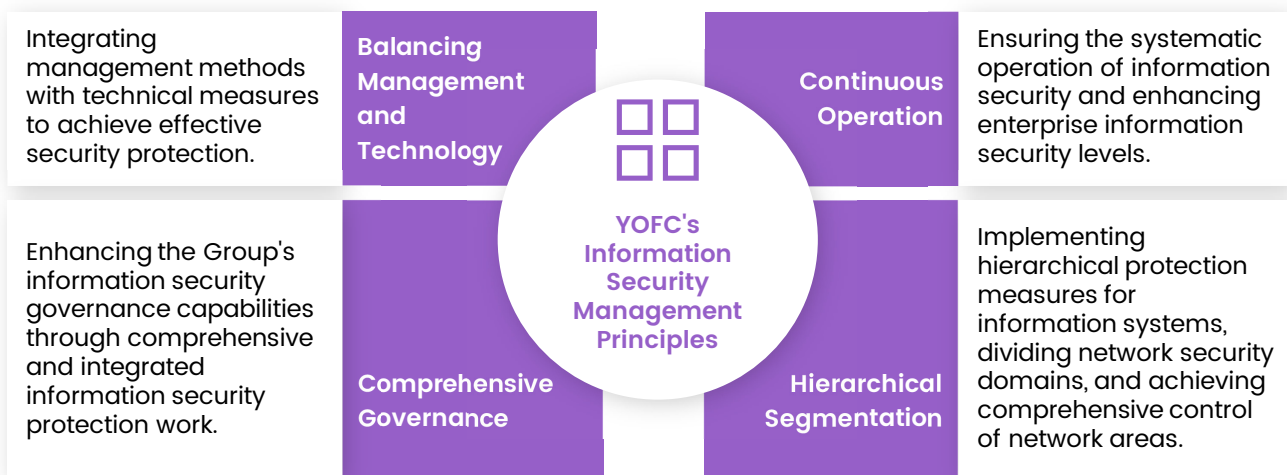 Integrating
management methods
with technical measures
to achieve effective
security protection.
Balancing
Management
and
Technology
Continuous
Operation
Ensuring the systematic
operation of information
security and enhancing
enterprise information
security levels.
YOFC's
Information
Security
Management
Principles
Enhancing the Group's
information security
governance capabilities
through comprehensive
and integrated
information security
protection work.
Comprehensive
Governance
Hierarchical
Segmentation
Implementing
hierarchical protection
measures for
information systems,
dividing network security
domains, and achieving
comprehensive control
of network areas.